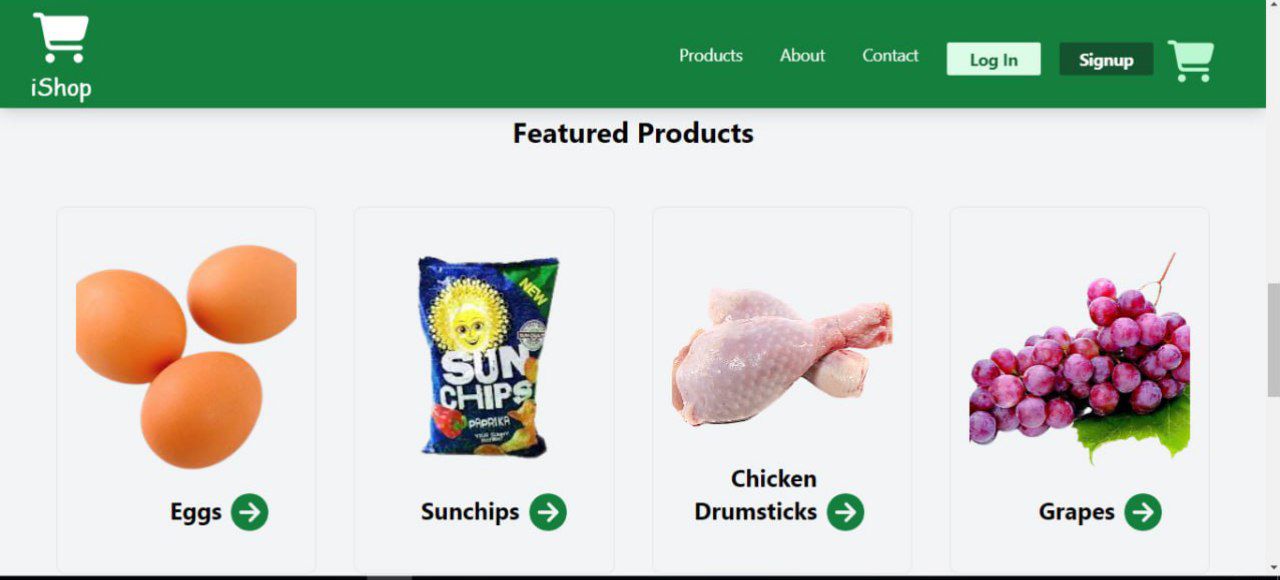 iShop
Products
About
Contact
Log In
Signup
Featured Products
NEW
SUN
CHIPS
PAPRIKA
Eggs
Sunchips
Chicken
Drumsticks
Grapes